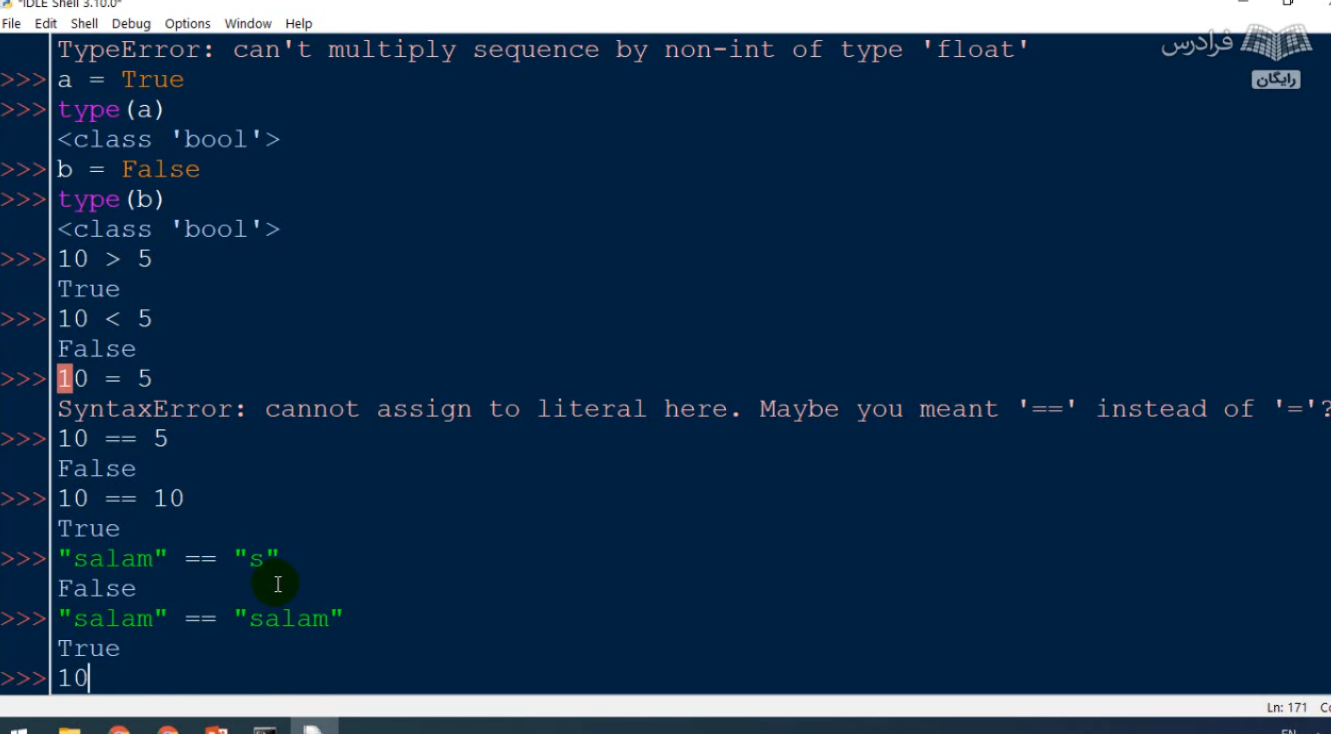 *IDLE Shell 3.10.0*
File Edit Shell Debug Options Window Help
فرادرس
رایگان
TypeError: can't multiply sequence by non-int of type 'float'
>>> a = True
>>> type(a)
<class 'bool'>
>>> b = False
>>> type(b)
<class 'bool'>
>>> 10 > 5
True
>>> 10 < 5
False
>>> 10 = 5
SyntaxError: cannot assign to literal here. Maybe you meant '==' instead of '='?
>>> 10 == 5
False
>>> 10 == 10
True
>>> "salam" == "s"
False
>>> "salam" == "salam"
True
>>> 10
Ln: 171
EN